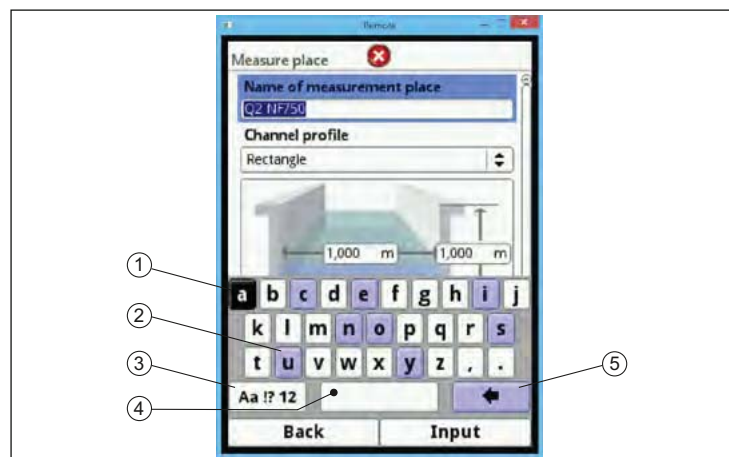 Remote
Measure place
Name of measurement place
Q2 NF750
Channel profile
Rectangle
1,000 m 1,000 m
1 a b c d e f g h i j
2 k l m n o p q r s
t u v w x y z , .
3 Aa !? 12 5
4
Back Input